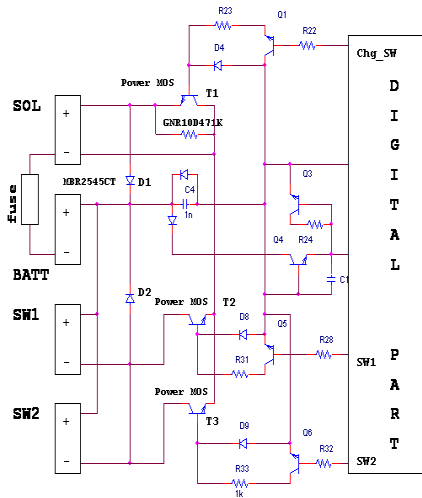 R23
Q1
D4
R22
Chg_SW
Power MOS
T1
SOL
+
GNR10D471K
-
fuse
MBR2545CT
D1
C4
1n
Q3
+
-
BATT
Q4
R24
C1
D2
SW1
+
-
Power MOS
T2
D8
Q5
R31
R28
SW1
SW2
+
-
Power MOS
T3
D9
Q6
R33
1k
R32
SW2
DIGITAL
PART